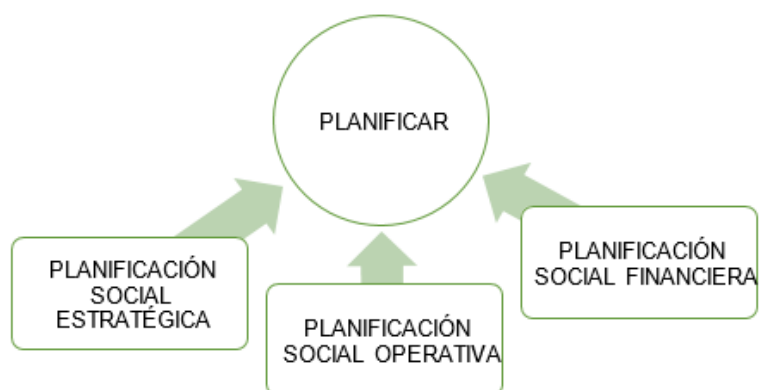 PLANIFICAR
PLANIFICACIÓN
SOCIAL
ESTRATÉGICA
PLANIFICACIÓN
SOCIAL OPERATIVA
PLANIFICACIÓN
SOCIAL FINANCIERA